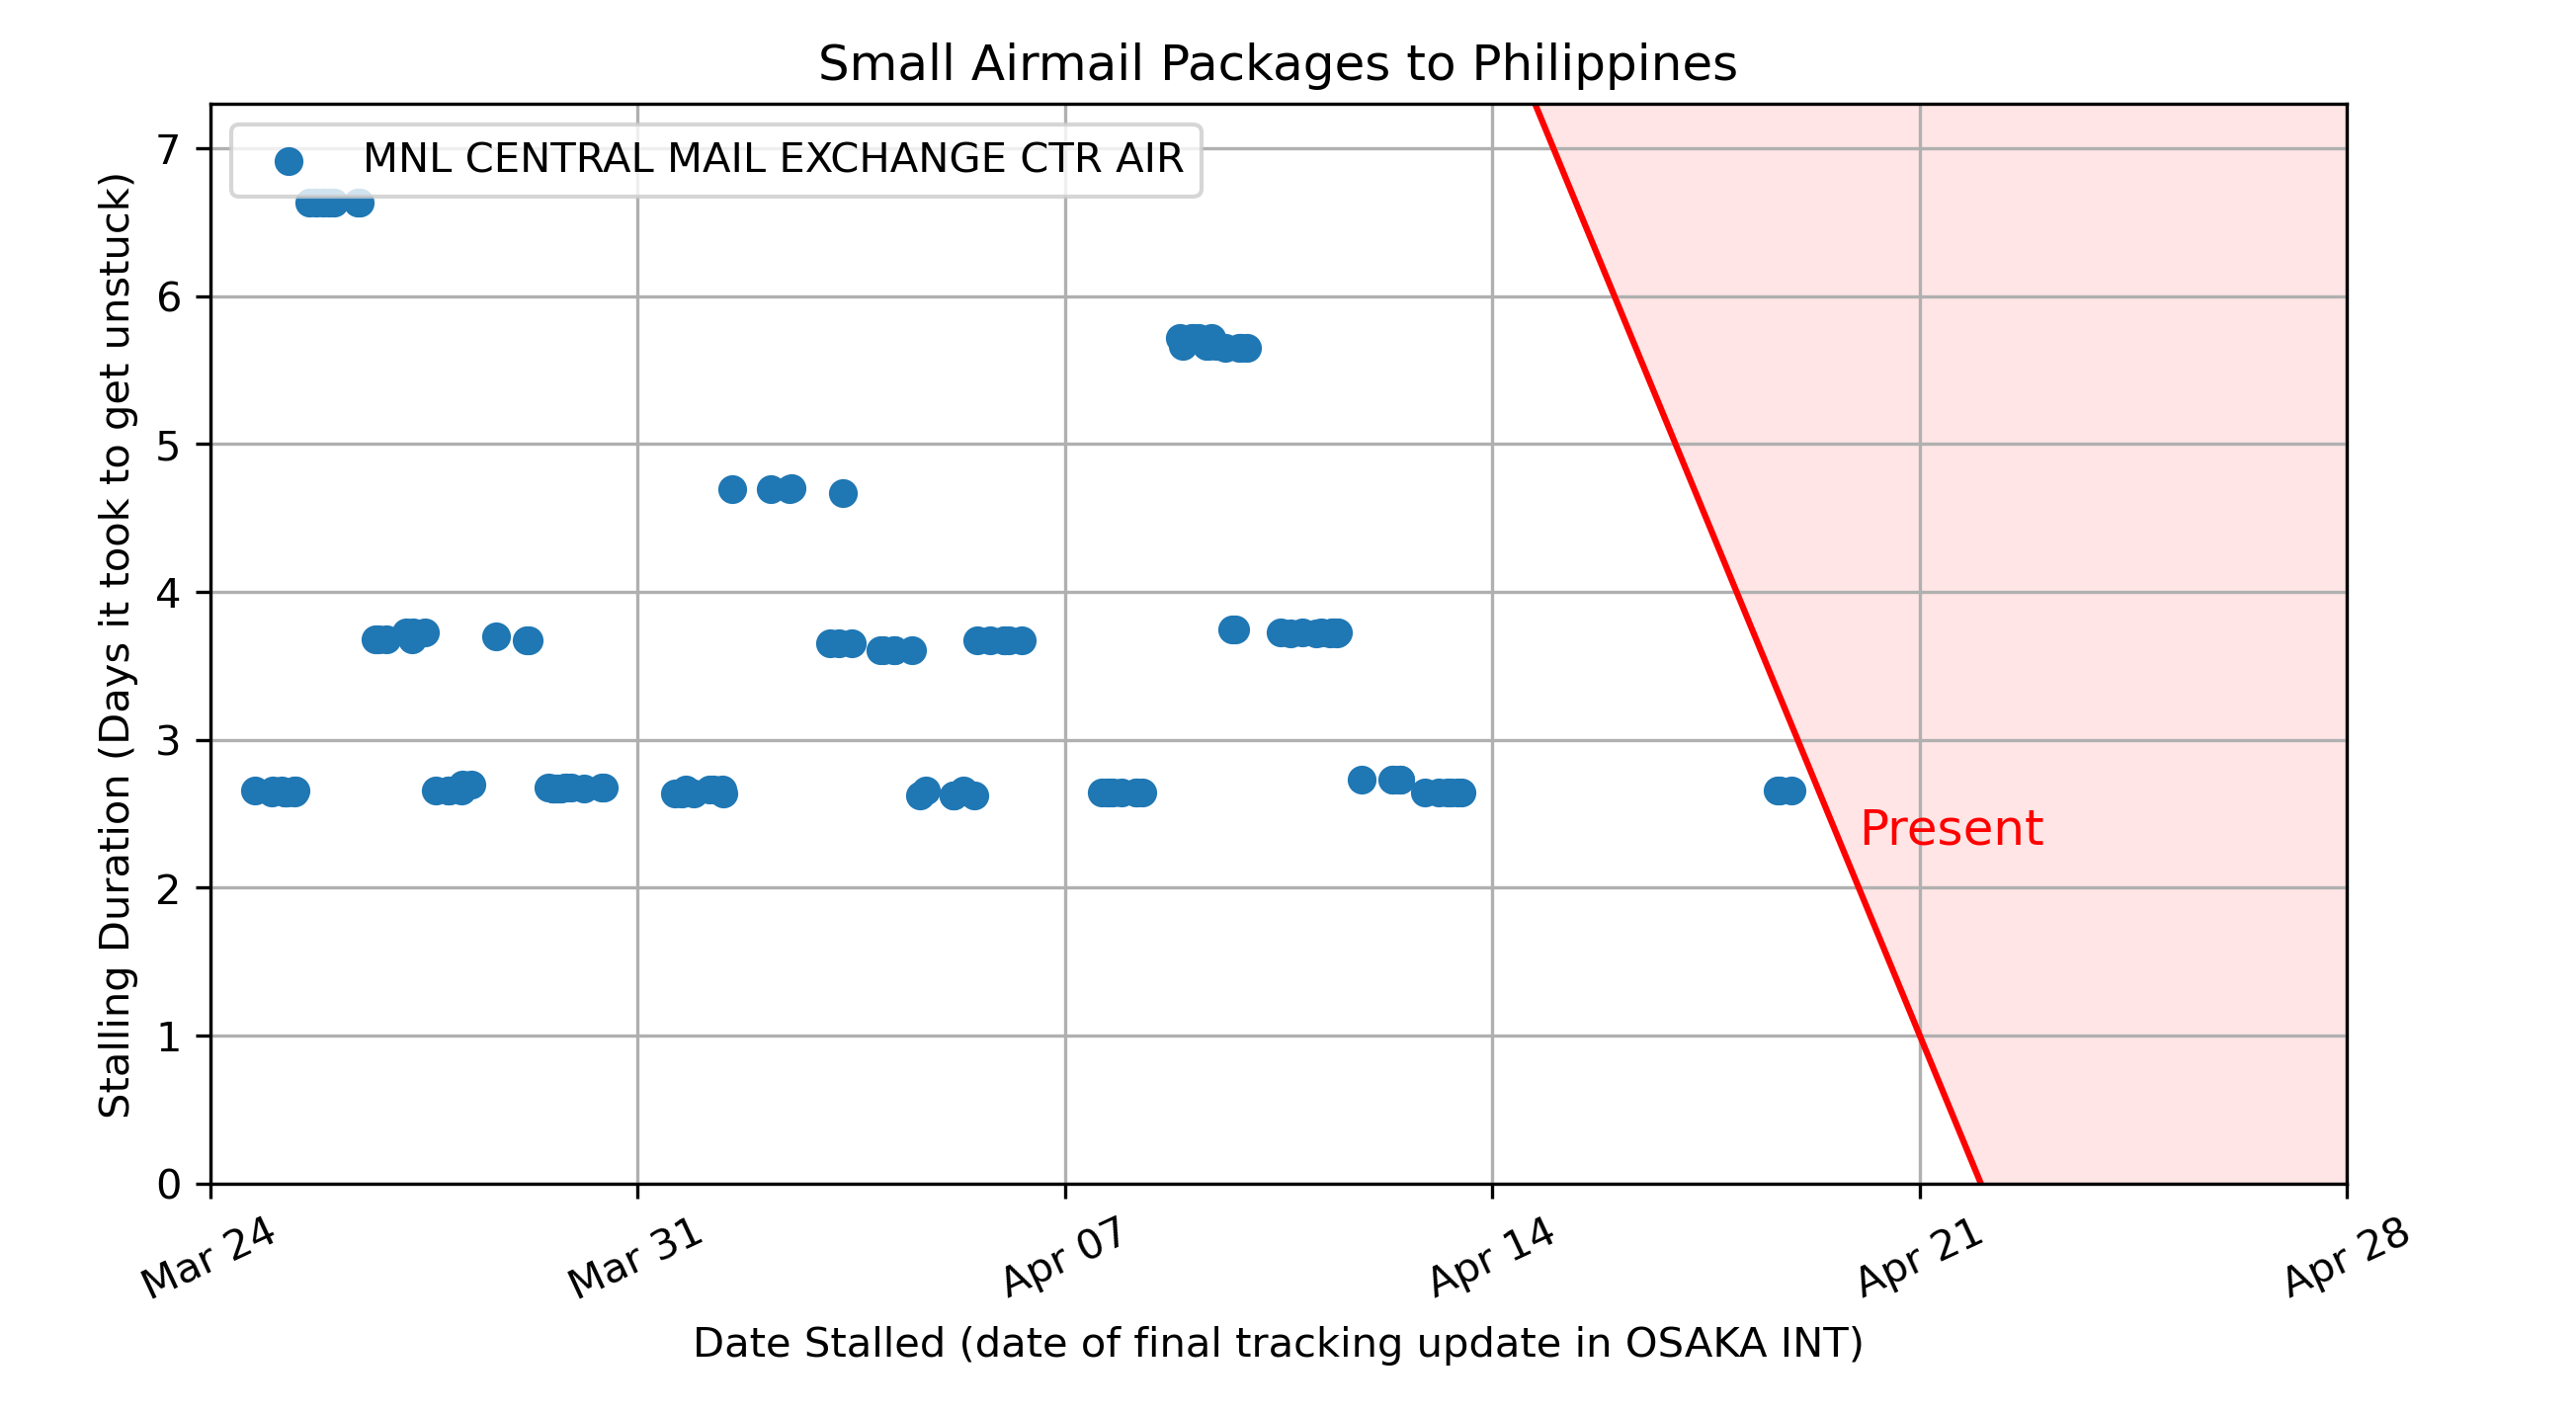 Small Airmail Packages to Philippines
MNL CENTRAL MAIL EXCHANGE CTR AIR
Stalling Duration (Days it took to get unstuck)
7
6
5
4
3
2
1
0
Present
Mar 24
Mar 31
Apr 07
Apr 14
Apr 21
Apr 28
Date Stalled (date of final tracking update in OSAKA INT)